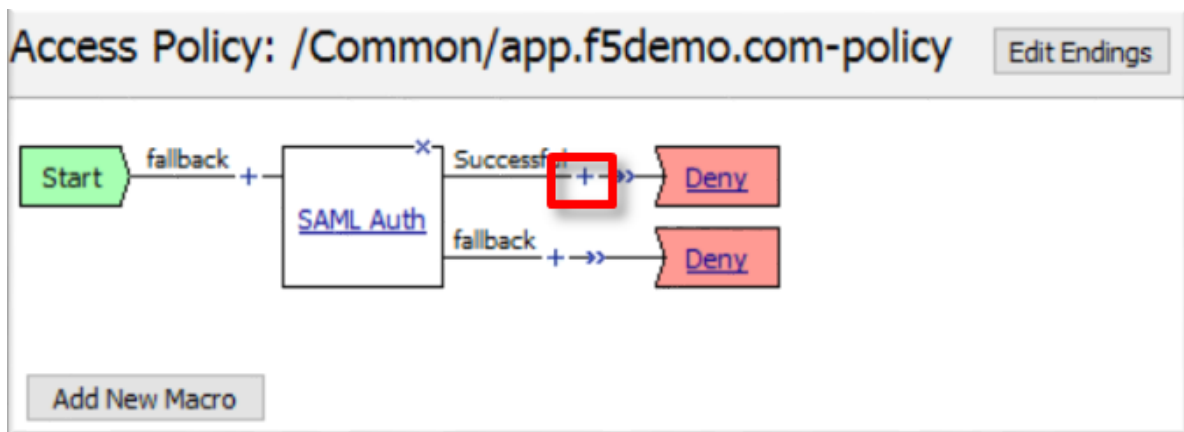 Access Policy: /Common/app.f5demo.com-policy Edit Endings
Start fallback + SAML Auth × Successful + Deny
fallback + Deny
Add New Macro